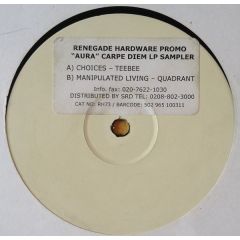 RENEGADE HARDWARE PROMO
"AURA" CARPE DIEM LP SAMPLER
A) CHOICES – TEEBEE
B) MANIPULATED LIVING – QUADRANT
Info. fax: 020-7622-1030
DISTRIBUTED BY SRD TEL: 0208-802-3000
CAT NO: RH73 / BARCODE: 502 965 100311